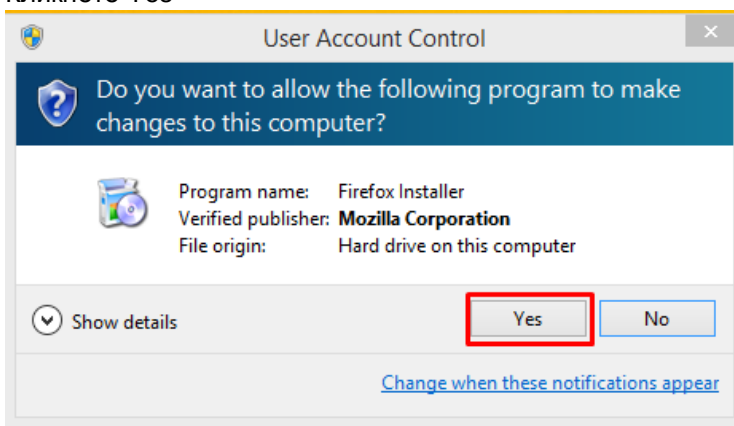 User Account Control
Do you want to allow the following program to make
changes to this computer?
Program name: Firefox Installer
Verified publisher: Mozilla Corporation
File origin: Hard drive on this computer
Show details
Yes
No
Change when these notifications appear